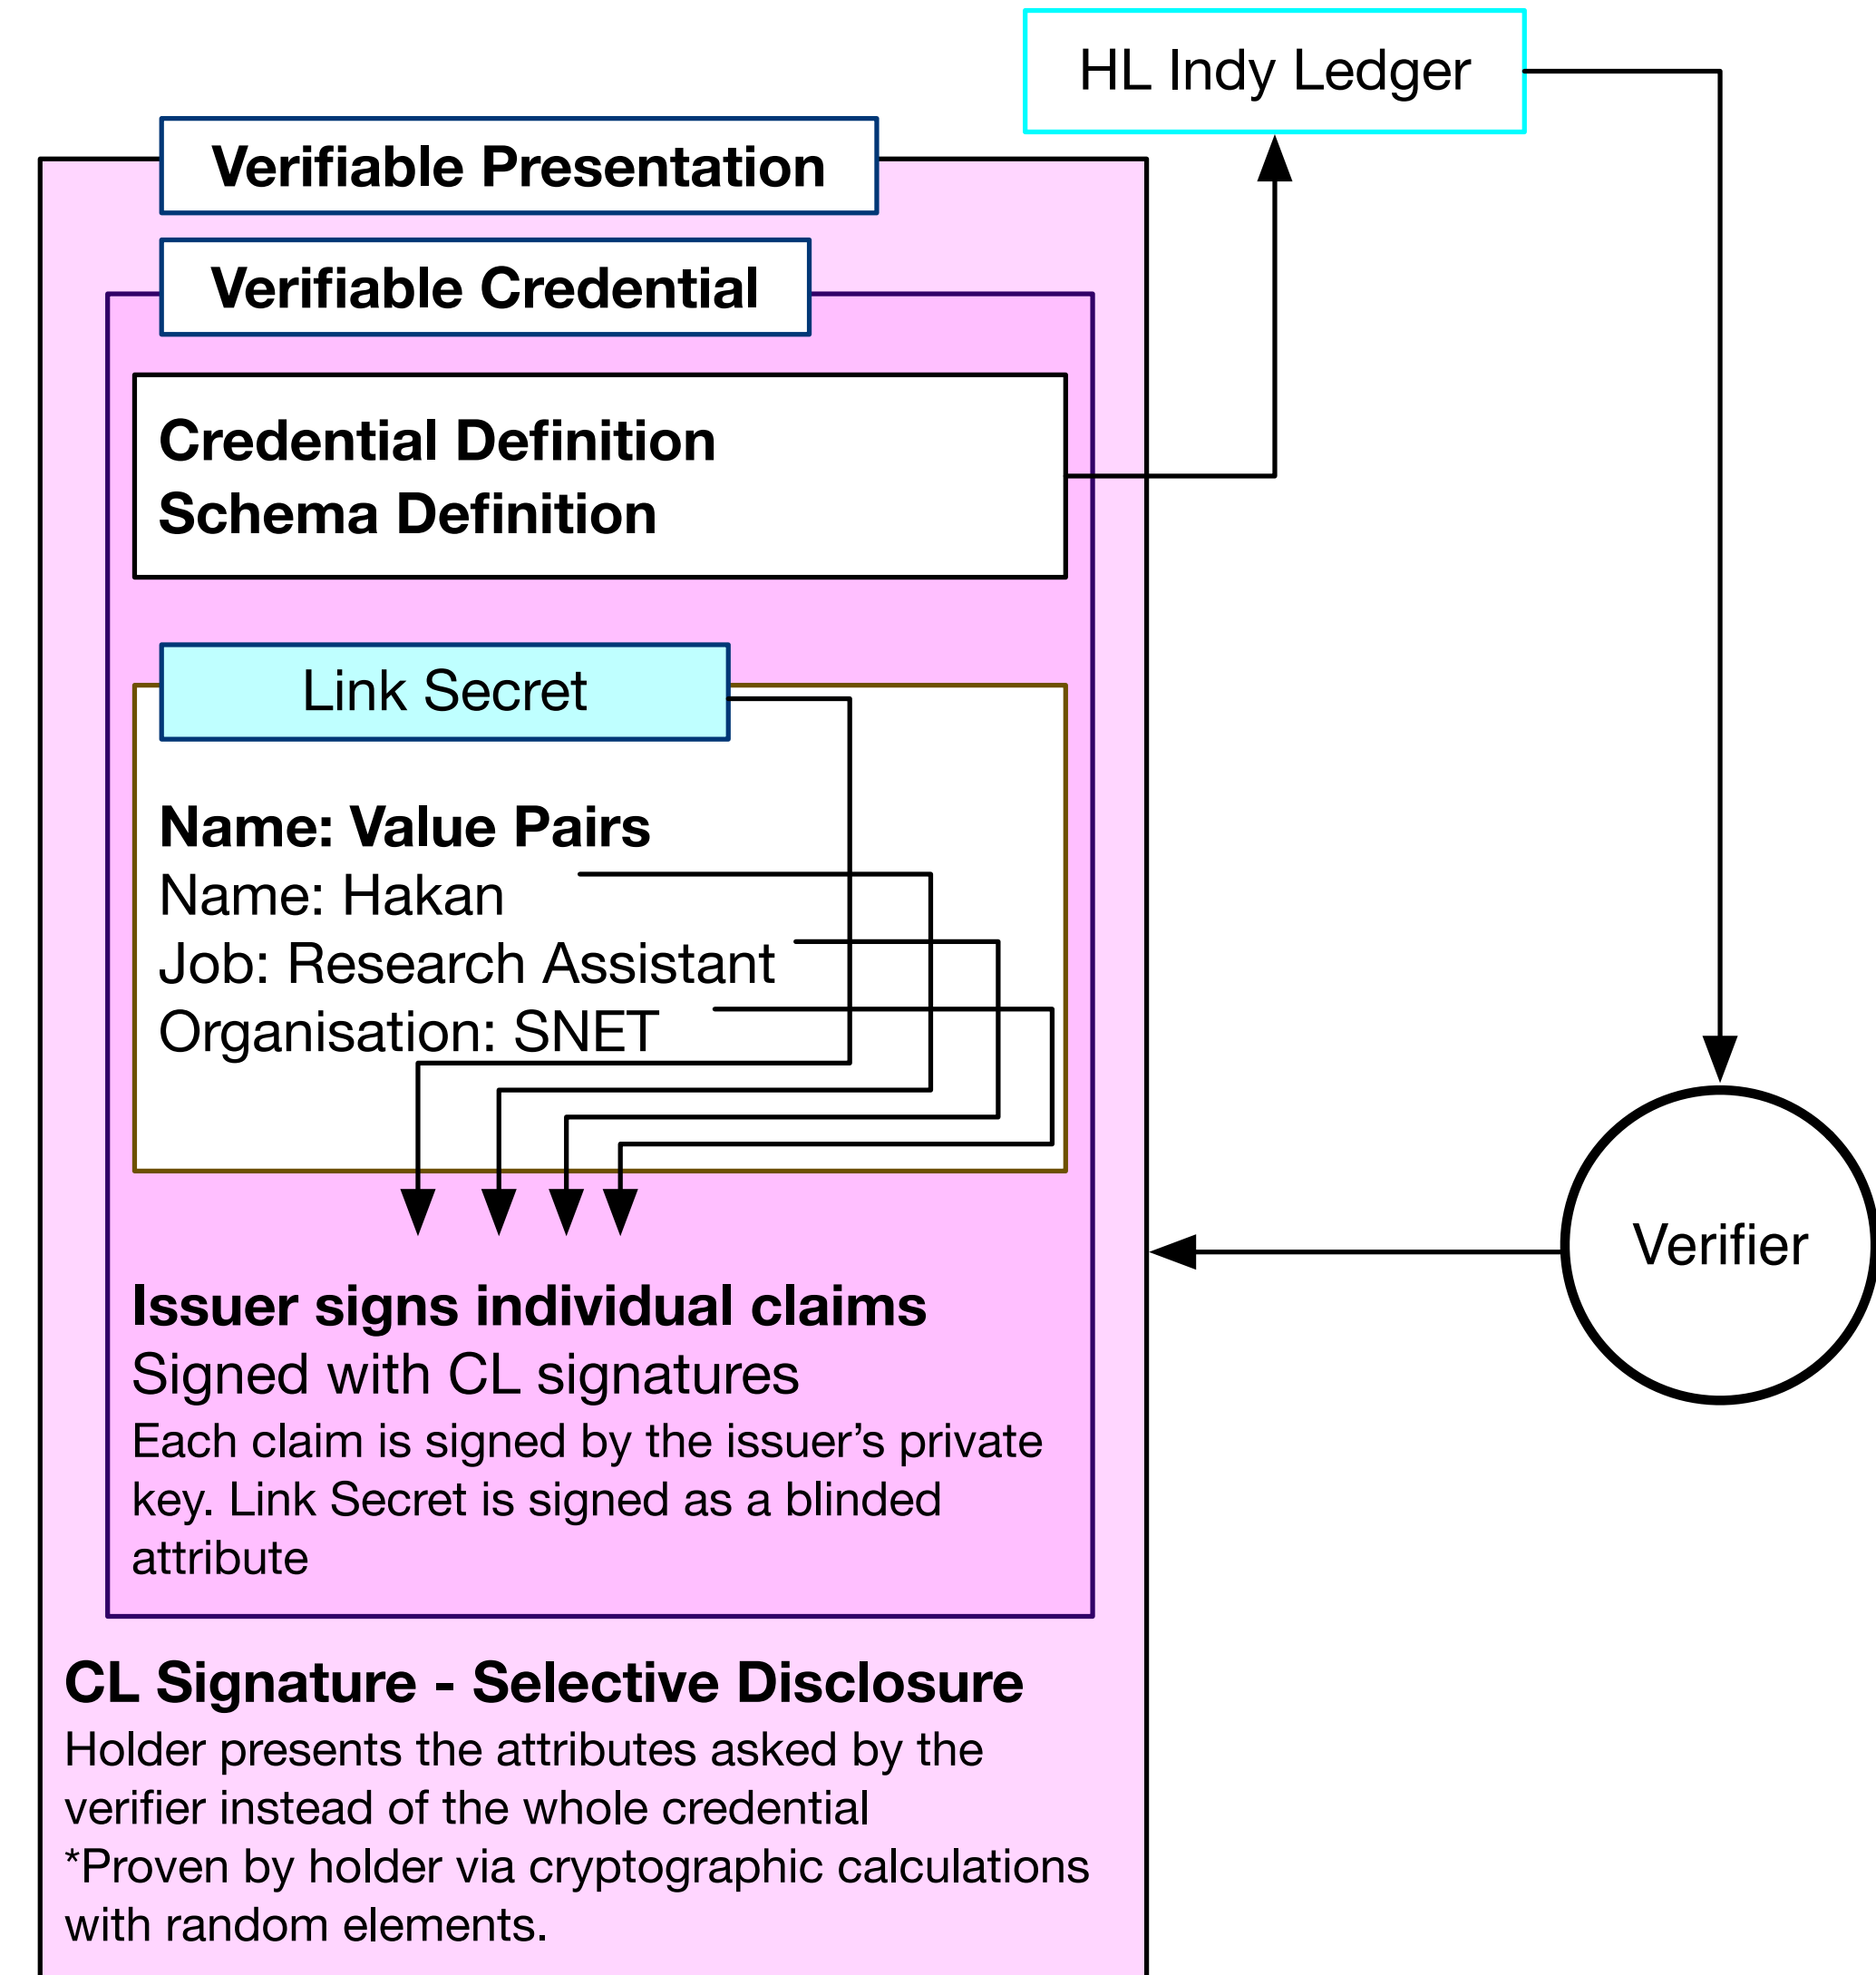 HL Indy Ledger
Verifiable Presentation
Verifiable Credential
Credential Definition
Schema Definition
Link Secret
Name: Value Pairs
Name: Hakan
Job: Research Assistant
Organisation: SNET
Verifier
Issuer signs individual claims
Signed with CL signatures
Each claim is signed by the issuer’s private
key. Link Secret is signed as a blinded
attribute
CL Signature - Selective Disclosure
Holder presents the attributes asked by the
verifier instead of the whole credential
*Proven by holder via cryptographic calculations
with random elements.